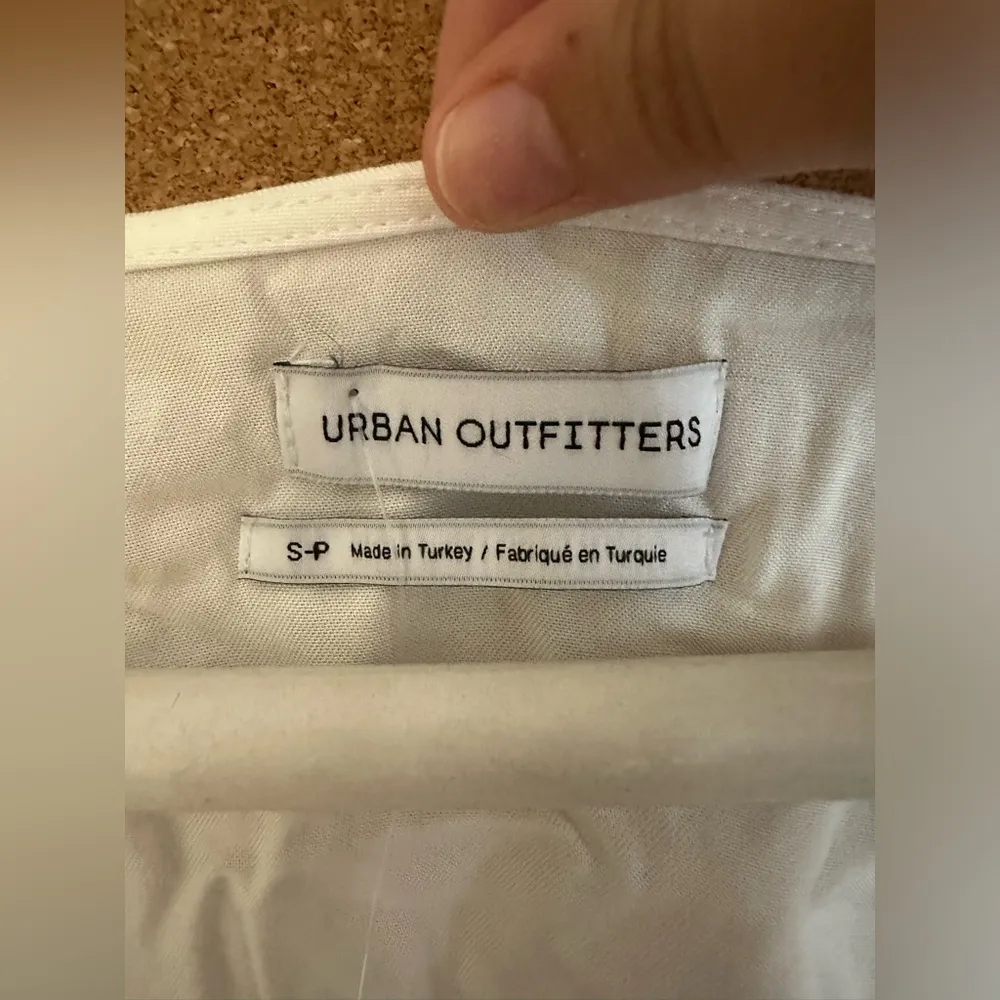 URBAN OUTFITTERS
S-P Made in Turkey / Fabriqué en Turquie